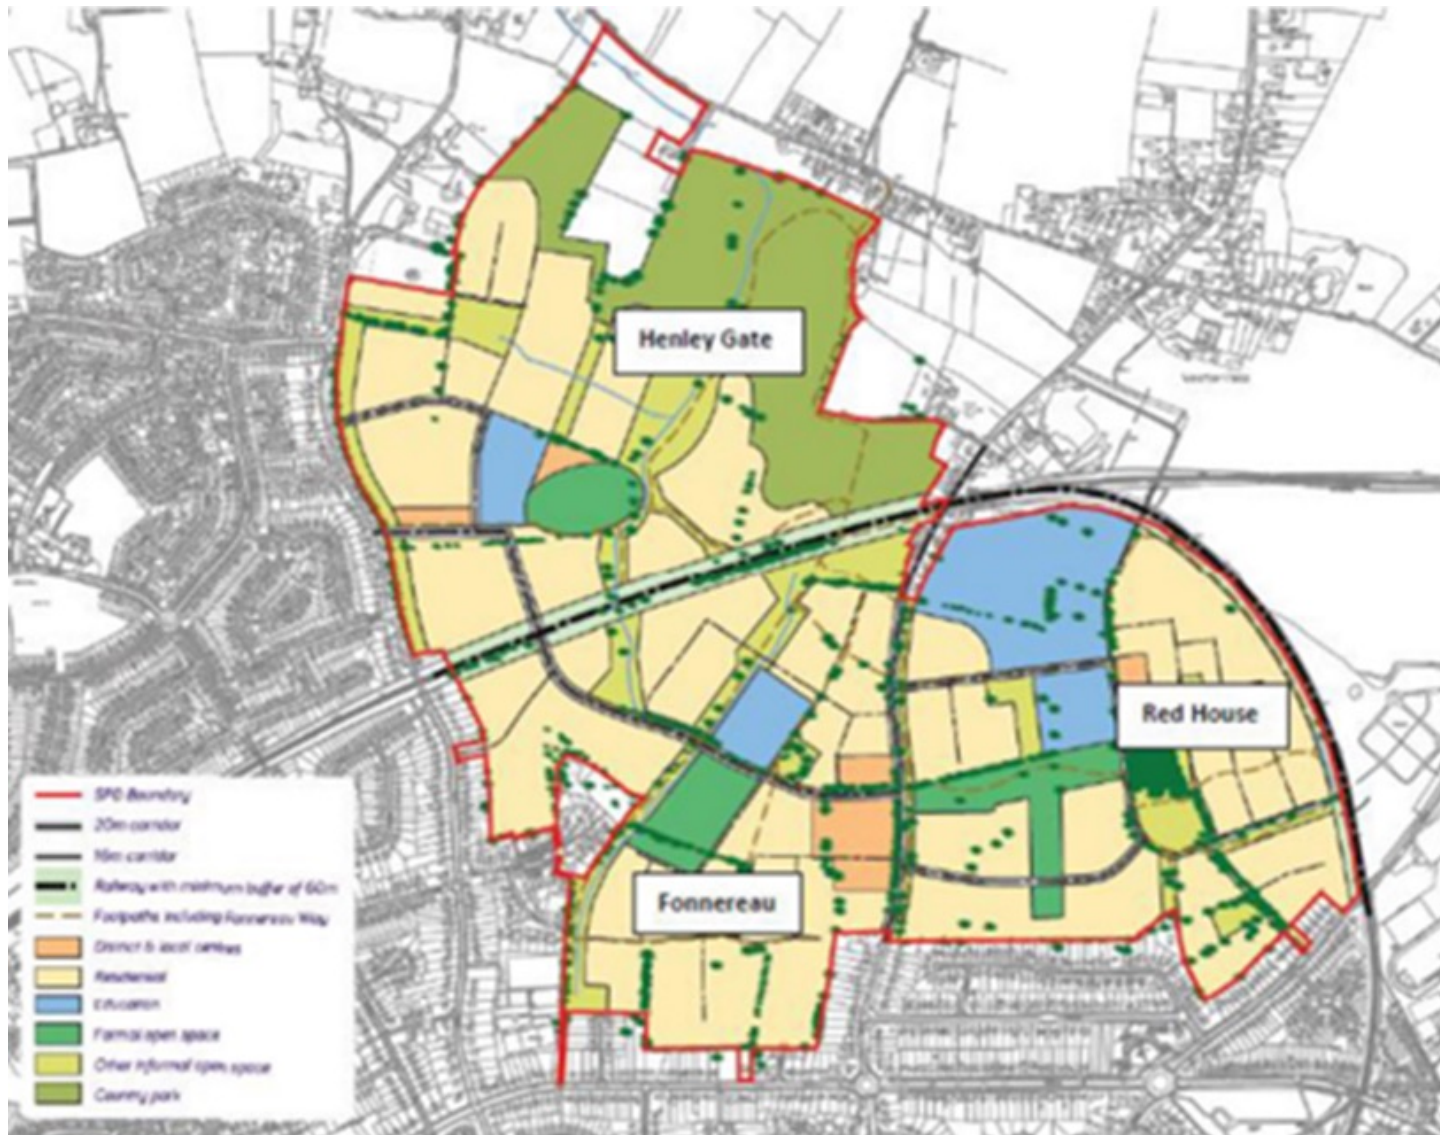 Henley Gate
Red House
Fonnereau
SPD Boundary
20m corridor
16m corridor
Railway with minimum buffer of 60m
Footpaths including Fonnereau Way
District & local centres
Residential
Education
Formal open space
Other informal open space
Country park